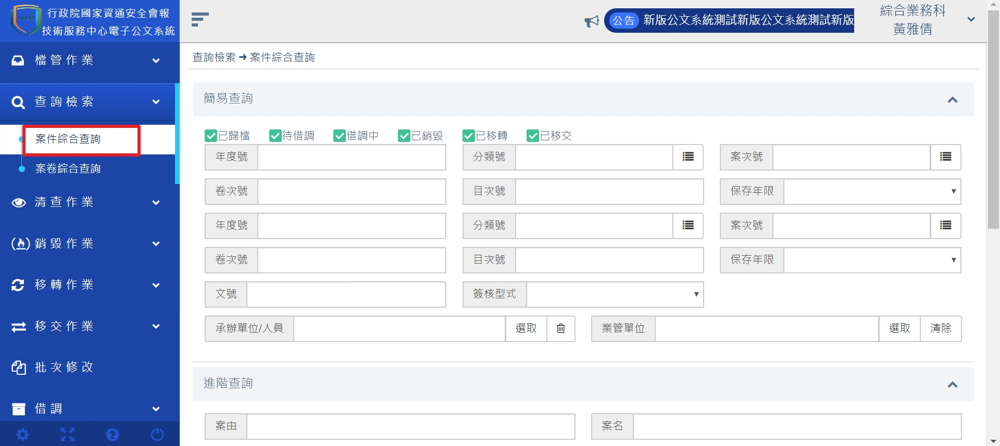 行政院國家資通安全會報
技術服務中心電子公文系統
NCCST
公告 新版公文系統測試新版公文系統測試新版
綜合業務科
黃雅倩
檔管作業
查詢檢索
案件綜合查詢
案卷綜合查詢
清查作業
銷毀作業
移轉作業
移交作業
批次修改
借調
查詢檢索 ➔ 案件綜合查詢
簡易查詢
已歸檔 待借調 借調中 已銷毀 已移轉 已移交
年度號 分類號 案次號
卷次號 目次號 保存年限
年度號 分類號 案次號
卷次號 目次號 保存年限
文號 簽核型式
承辦單位/人員 選取 業管單位 選取 清除
進階查詢
案由 案名